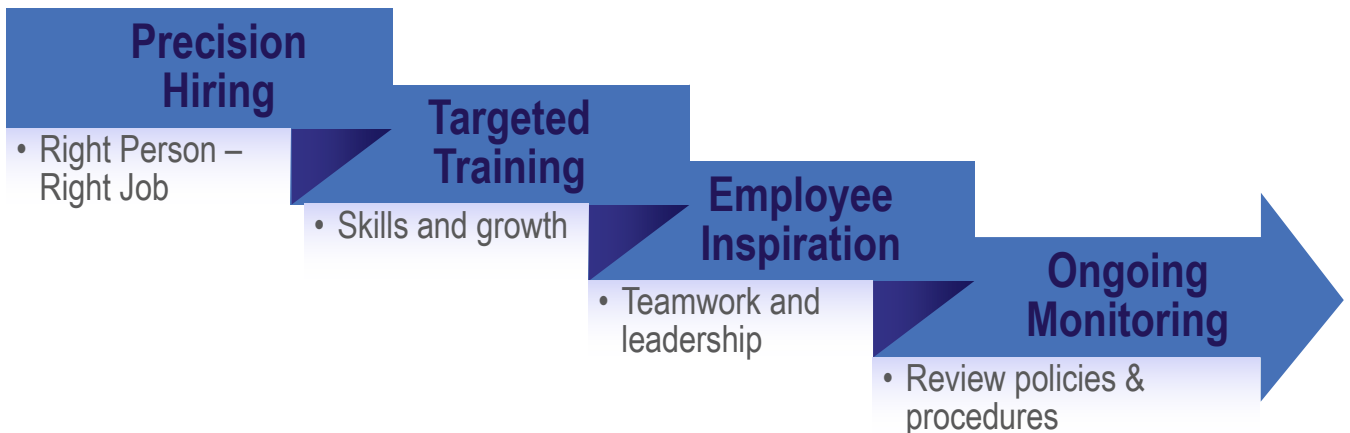 Precision
Hiring
• Right Person –
Right Job
Targeted
Training
• Skills and growth
Employee
Inspiration
• Teamwork and
leadership
Ongoing
Monitoring
• Review policies &
procedures